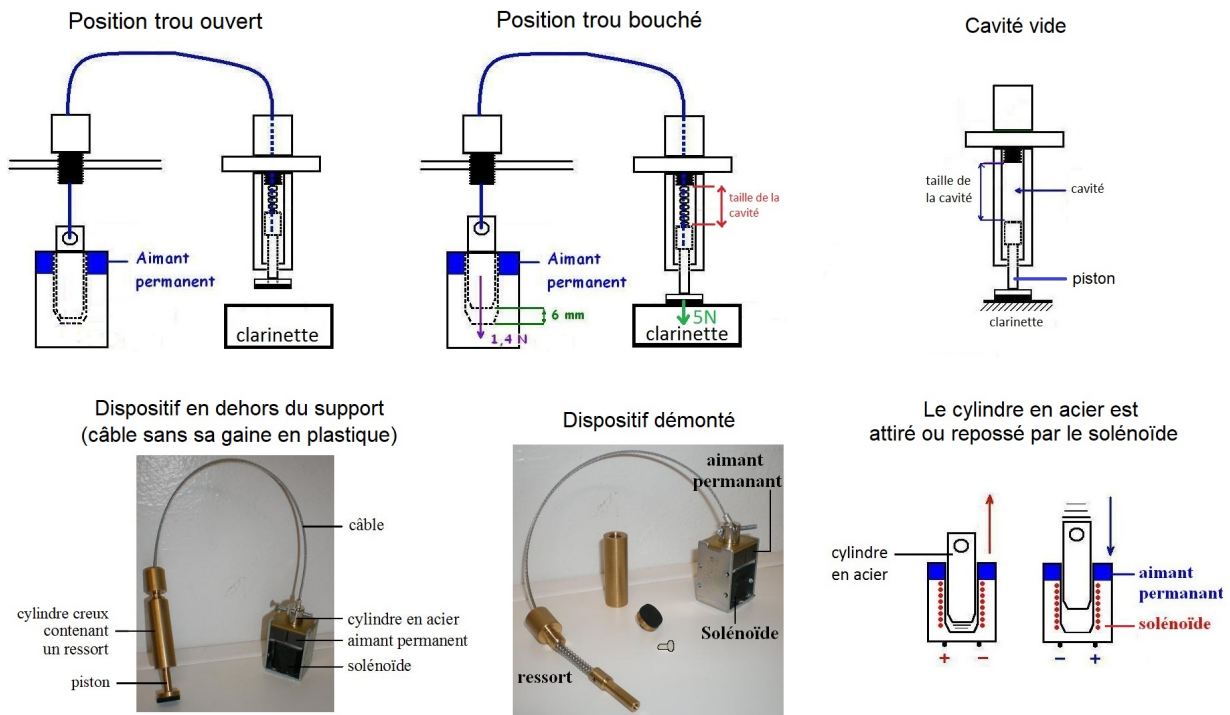 Position trou ouvert
Aimant
permanent
clarinette
Position trou bouché
taille de la
cavité
Aimant
permanent
6 mm
1,4 N
5N
clarinette
Cavité vide
taille de
la cavité
cavité
piston
clarinette
Dispositif en dehors du support
(câble sans sa gaine en plastique)
câble
cylindre creux
contenant
un ressort
piston
cylindre en acier
aimant permanent
solénoïde
Dispositif démonté
aimant
permanant
Solénoïde
ressort
Le cylindre en acier est
attiré ou repossé par le solénoïde
cylindre
en acier
aimant
permanant
solénoïde
+ − − +